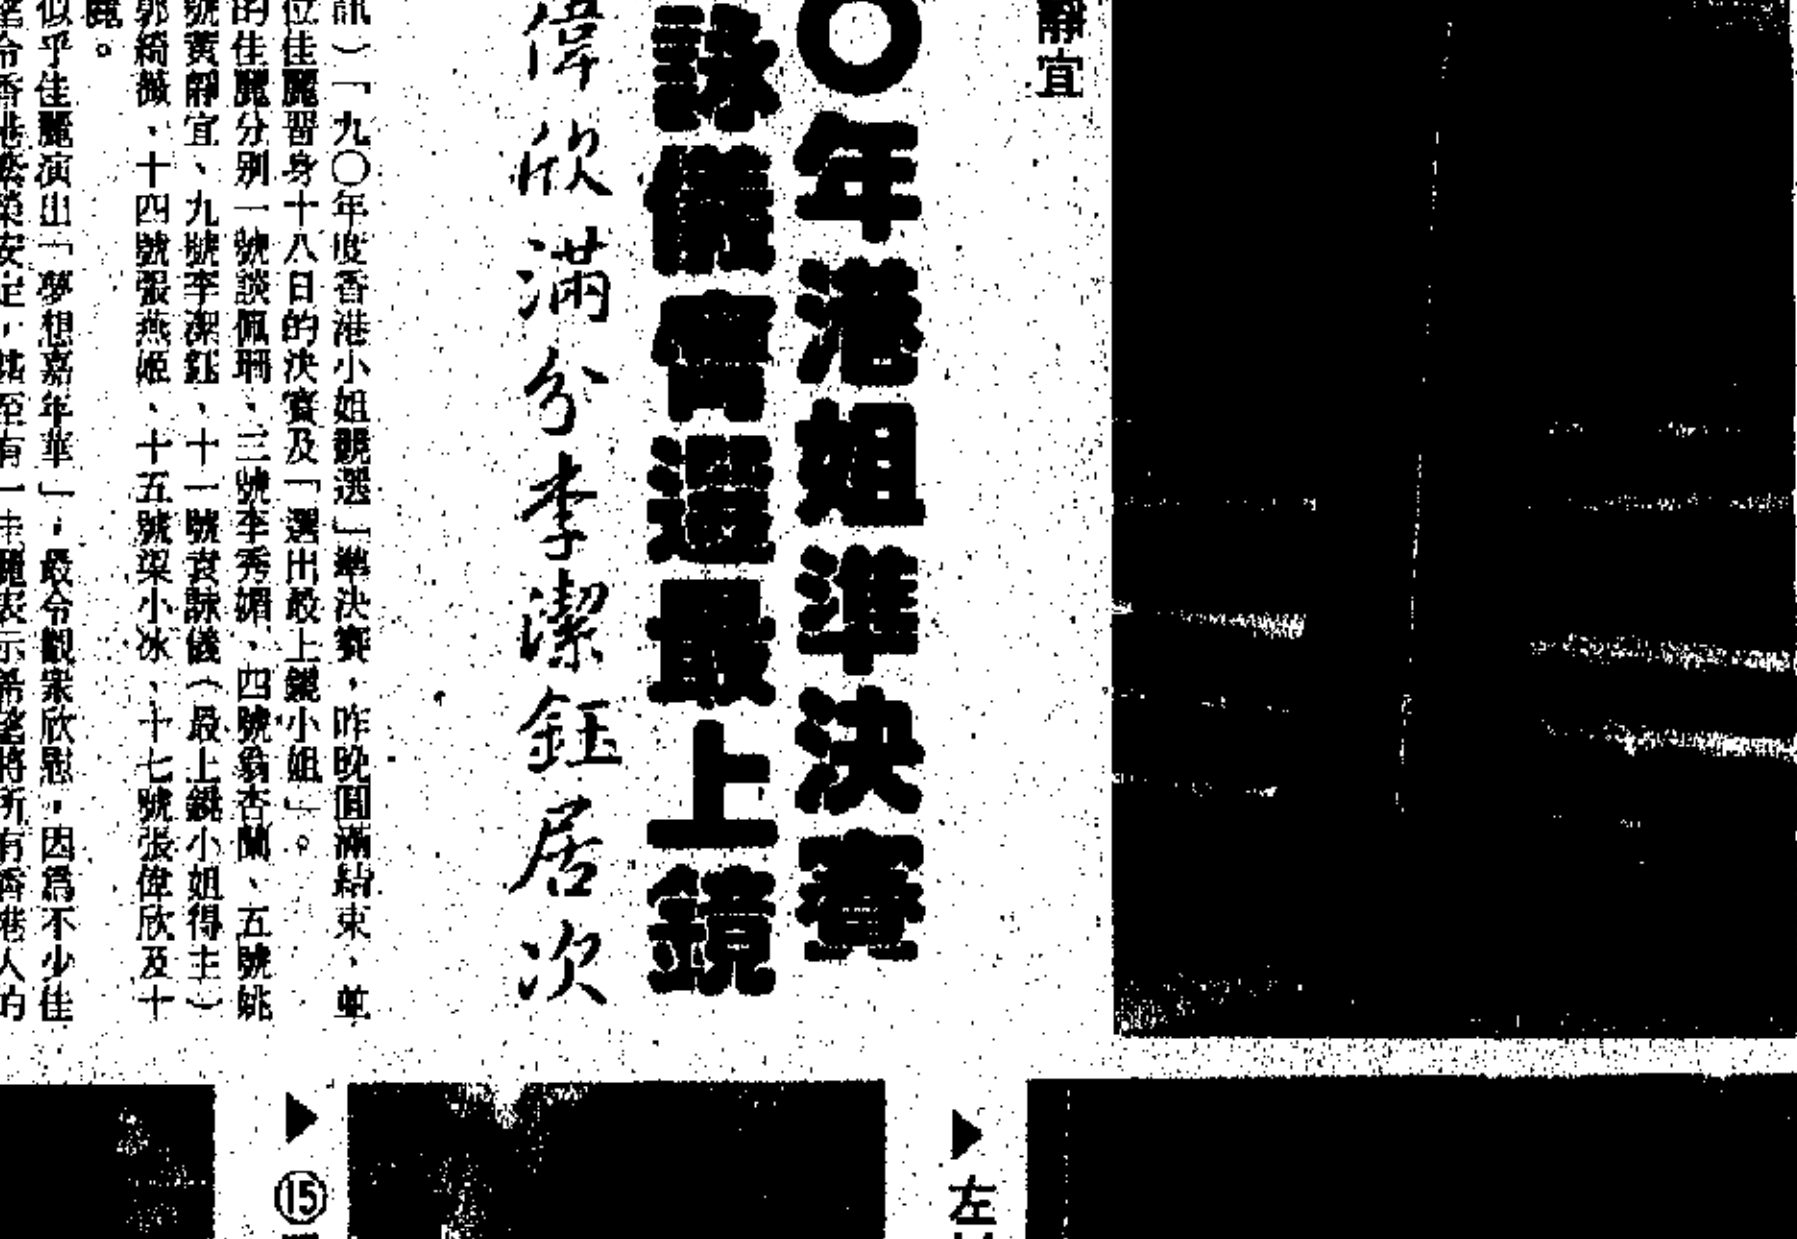 靜宜
〇年港姐準決賽
詠儀奪選最上鏡
偉欣滿分李潔鈺居次
訊）「九〇年度香港小姐競選」準決賽，昨晚圓滿結束，並
位佳麗晉身十八日的決賽及「選出最上鏡小姐」。
的佳麗分别一號談佩珊、三號李秀媚、四號翁杏蘭、五號姚
號黃靜宜、九號李潔鈺、十一號袁詠儀（最上鏡小姐得主）
郭綺薇、十四號張燕姬、十五號梁小冰、十七號張偉欣及十
麗。
似乎佳麗演出「夢想嘉年華」，最令觀衆欣慰，因爲不少佳
望令香港繁榮安定，甚至有一佳麗表示希望將所有香港人的
▶左
▶⑮